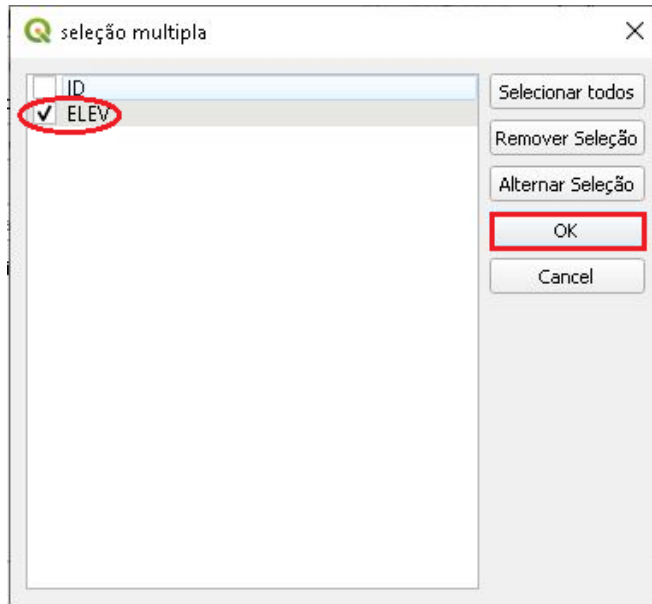 seleção multipla
ID
ELEV
Selecionar todos
Remover Seleção
Alternar Seleção
OK
Cancel